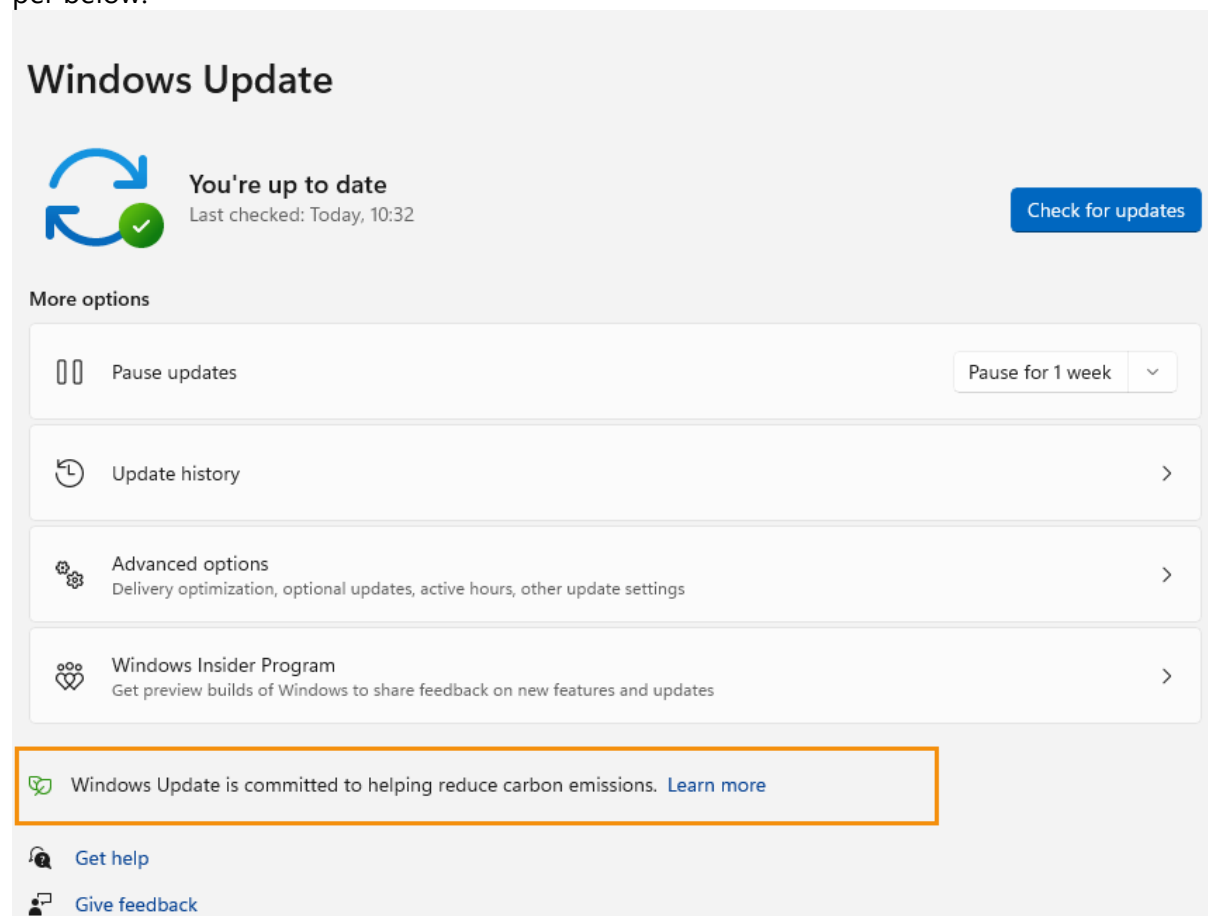 per below:
Windows Update
You're up to date
Last checked: Today, 10:32
Check for updates
More options
Pause updates
Pause for 1 week
Update history
Advanced options
Delivery optimization, optional updates, active hours, other update settings
Windows Insider Program
Get preview builds of Windows to share feedback on new features and updates
Windows Update is committed to helping reduce carbon emissions. Learn more
Get help
Give feedback